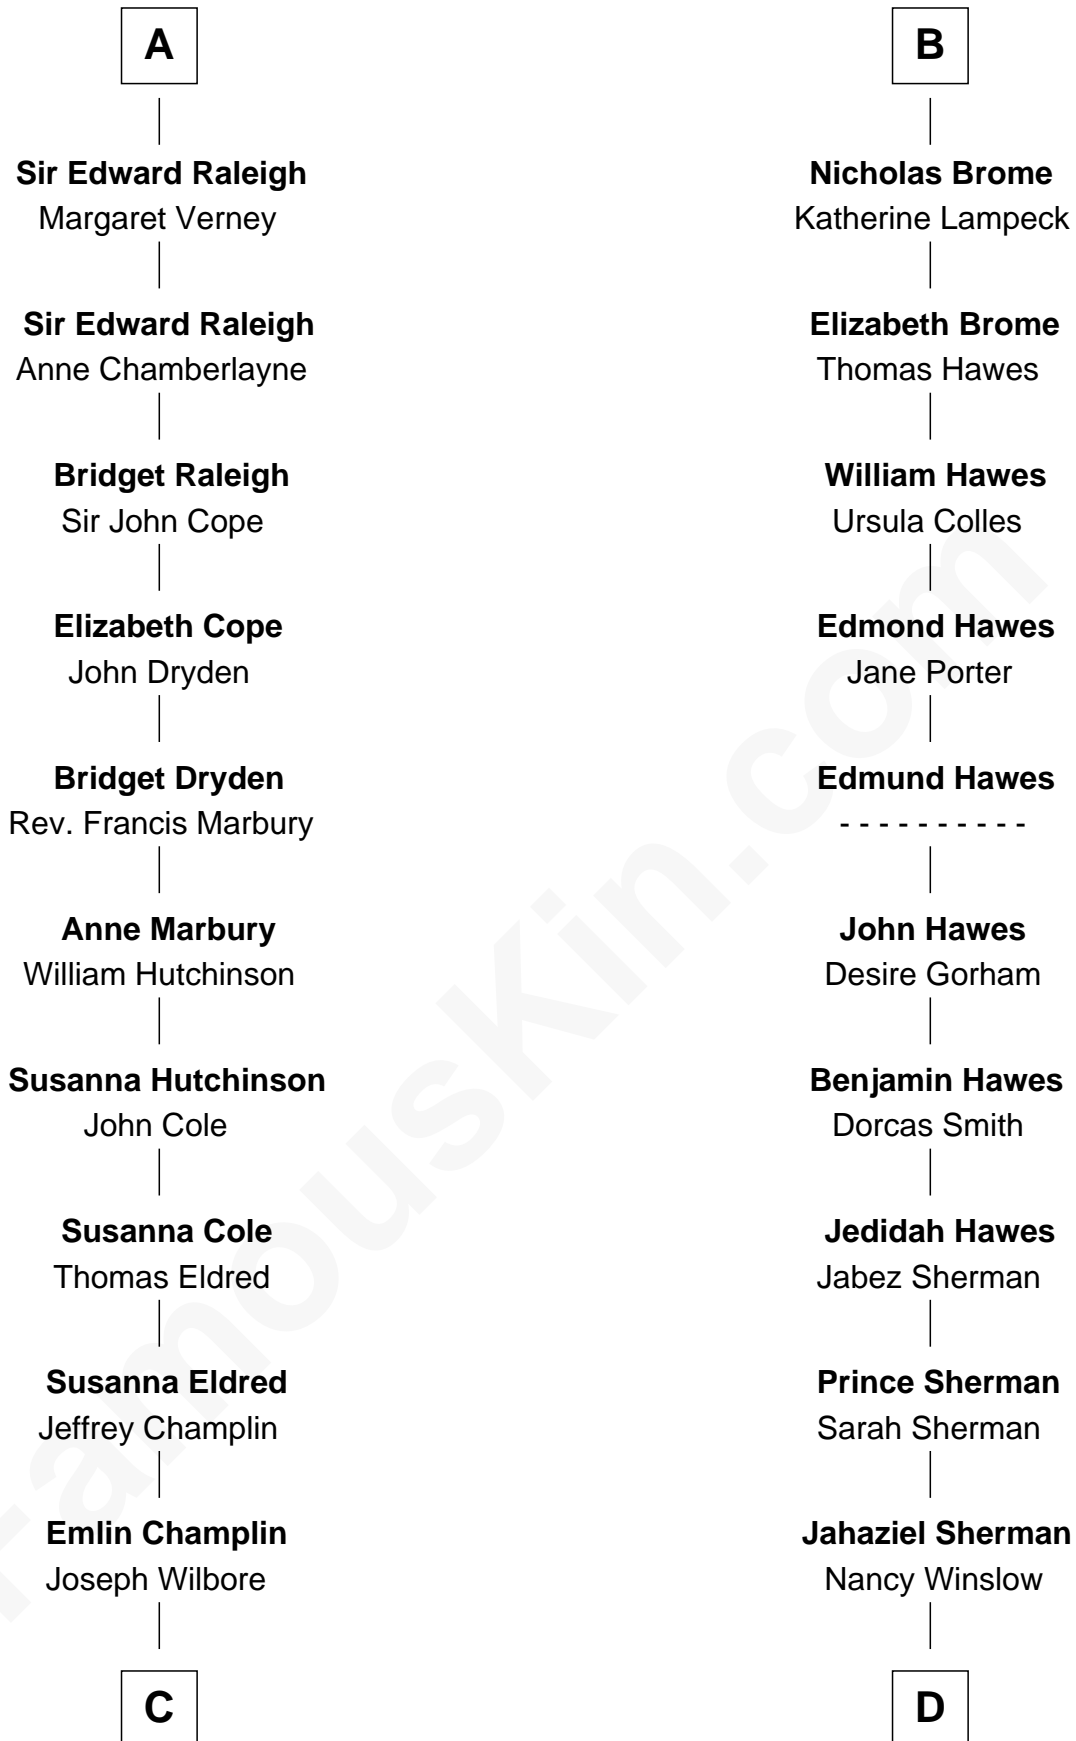 A
Sir Edward Raleigh
Margaret Verney
Sir Edward Raleigh
Anne Chamberlayne
Bridget Raleigh
Sir John Cope
Elizabeth Cope
John Dryden
Bridget Dryden
Rev. Francis Marbury
Anne Marbury
William Hutchinson
Susanna Hutchinson
John Cole
Susanna Cole
Thomas Eldred
Susanna Eldred
Jeffrey Champlin
Emlin Champlin
Joseph Wilbore
C
B
Nicholas Brome
Katherine Lampeck
Elizabeth Brome
Thomas Hawes
William Hawes
Ursula Colles
Edmond Hawes
Jane Porter
Edmund Hawes
- - - - - - - - - -
John Hawes
Desire Gorham
Benjamin Hawes
Dorcas Smith
Jedidah Hawes
Jabez Sherman
Prince Sherman
Sarah Sherman
Jahaziel Sherman
Nancy Winslow
D
FamousKin.com